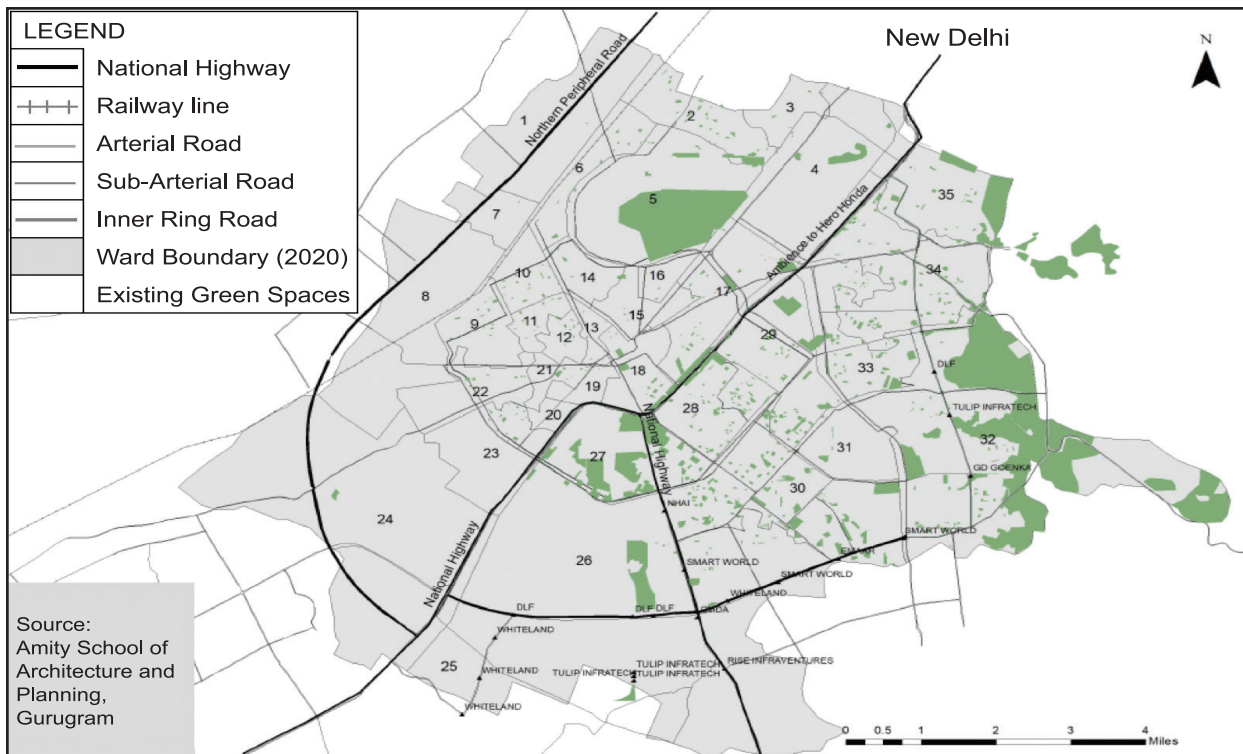 LEGEND
National Highway
Railway line
Arterial Road
Sub-Arterial Road
Inner Ring Road
Ward Boundary (2020)
Existing Green Spaces
New Delhi
N
Northern Peripheral Road
Ambience to Hero Honda
National Highway
National Highway
1
2
3
4
5
6
7
8
9
10
11
12
13
14
15
16
17
18
19
20
21
22
23
24
25
26
27
28
29
30
31
32
33
34
35
DLF
TULIP INFRATECH
GD GOENKA
SMART WORLD
EMAAR
SMART WORLD
WHITELAND
GMDA
NHAI
SMART WORLD
DLF
DLF DLF
WHITELAND
WHITELAND
WHITELAND
TULIP INFRATECH
TULIP INFRATECH
TULIP INFRATECH
RISE INFRAVENTURES
Source:
Amity School of
Architecture and
Planning,
Gurugram
0 0.5 1 2 3 4
Miles